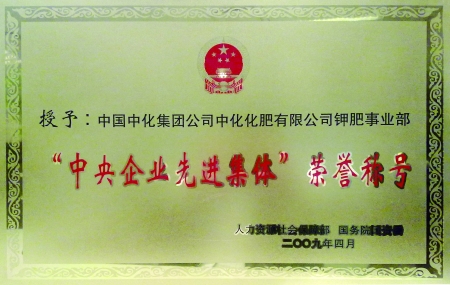 授予：中国中化集团公司中化化肥有限公司钾肥事业部
“中央企业先进集体”荣誉称号
人力资源社会保障部 国务院国资委
二〇〇九年四月